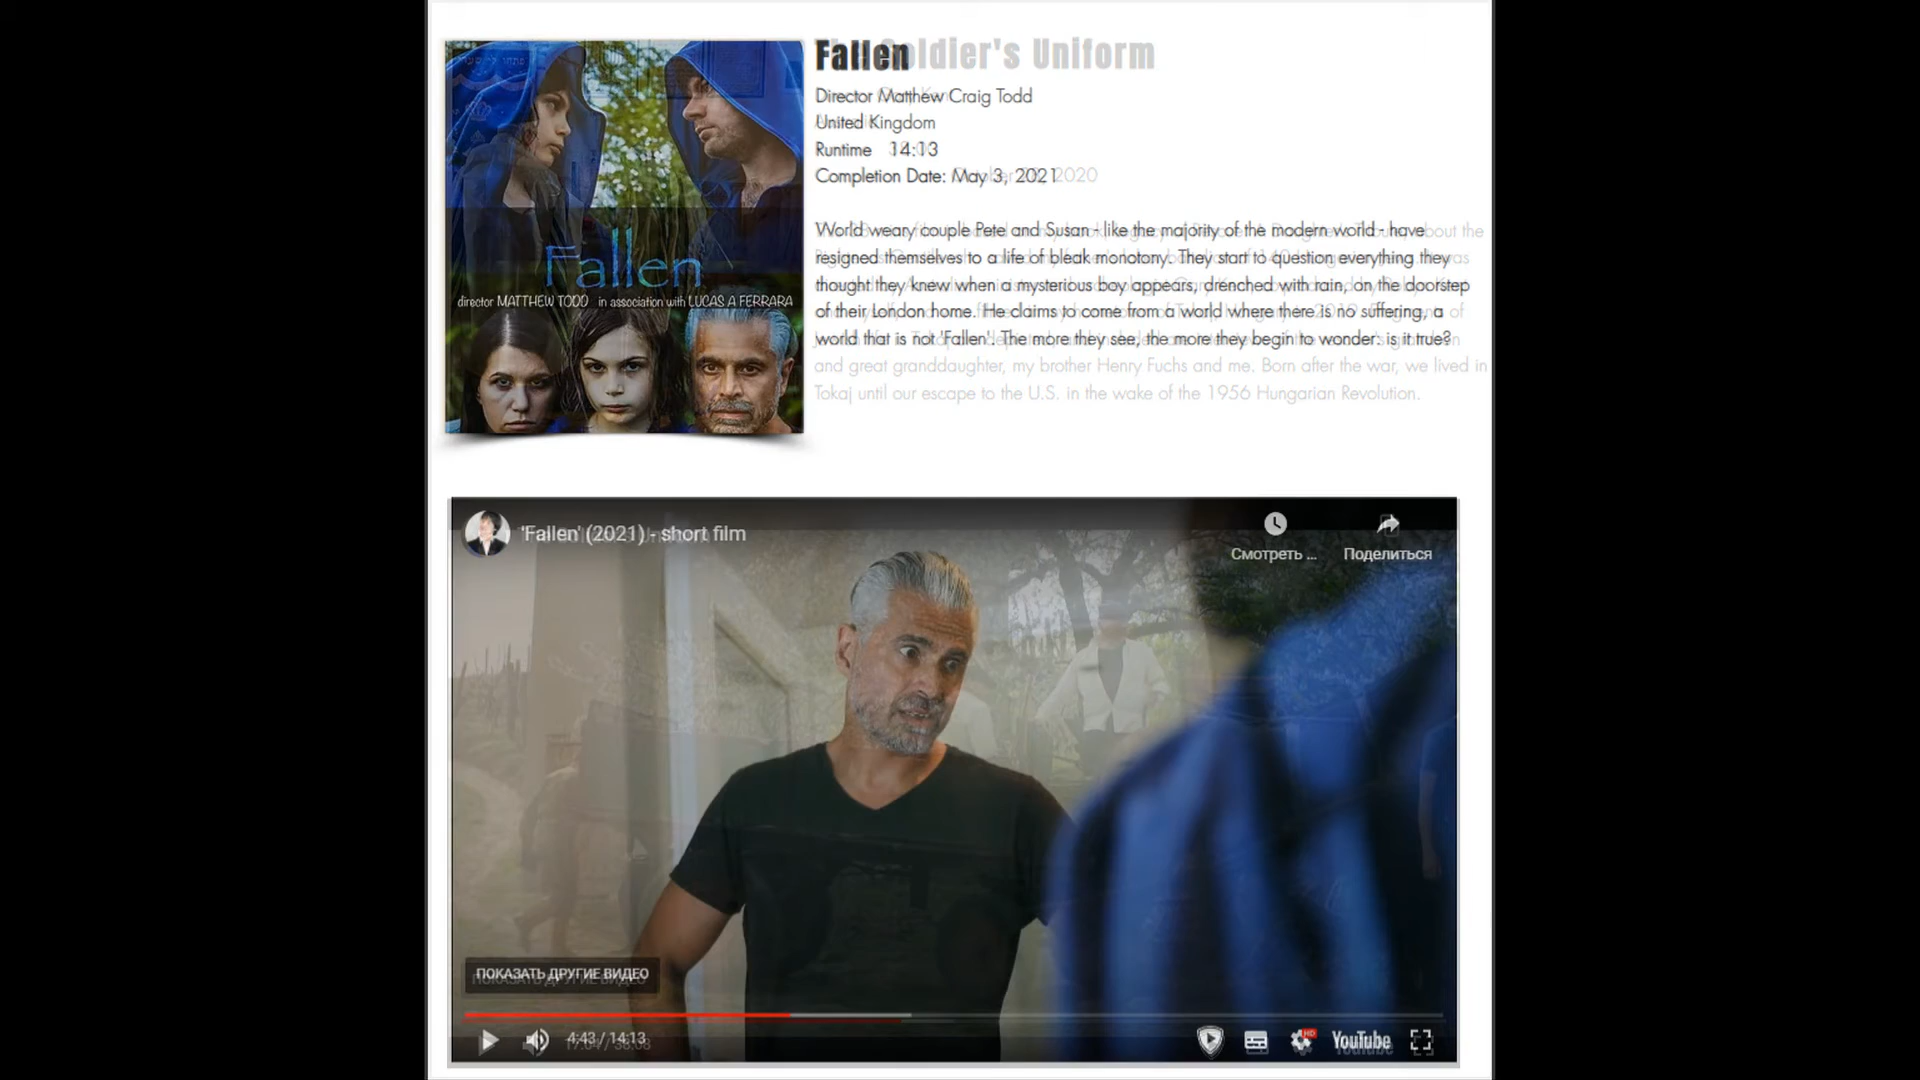 Fallen
Soldier's Uniform
Director Matthew Craig Todd
United Kingdom
Runtime 14:13
Completion Date: May 3, 2021
2020
World weary couple Pete and Susan - like the majority of the modern world - have
resigned themselves to a life of bleak monotony. They start to question everything they
thought they knew when a mysterious boy appears, drenched with rain, on the doorstep
of their London home. He claims to come from a world where there is no suffering, a
world that is not 'Fallen'. The more they see, the more they begin to wonder: is it true?
and great granddaughter, my brother Henry Fuchs and me. Born after the war, we lived in
Tokaj until our escape to the U.S. in the wake of the 1956 Hungarian Revolution.
Fallen
director MATTHEW TODD in association with LUCAS A FERRARA
'Fallen' (2021) - short film
Смотреть ...
Поделиться
ПОКАЗАТЬ ДРУГИЕ ВИДЕО
4:43 / 14:13
HD
YouTube